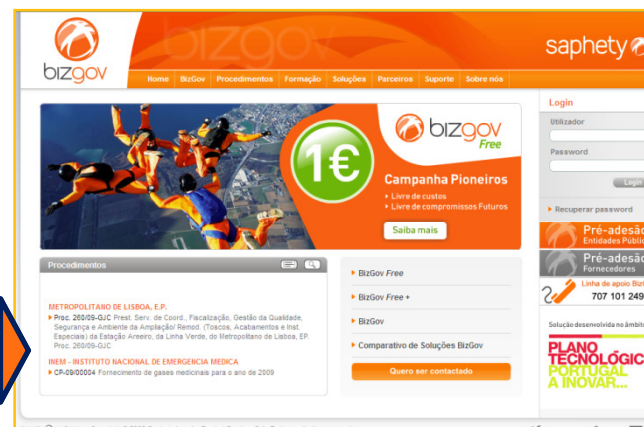 bizgov
saphety
Home BizGov Procedimentos Formação Soluções Parceiros Suporte Sobre nós
1€
bizgov
Free
Campanha Pioneiros
Livre de custos
Livre de compromissos Futuros
Saiba mais
Login
Utilizador
Password
Login
Recuperar password
Pré-adesão
Entidades Públic
Pré-adesão
Fornecedores
Linha de apoio Biz
707 101 249
Solução desenvolvida no âmbito
PLANO
TECNOLÓGIC
PORTUGAL
A INOVAR...
Procedimentos
METROPOLITANO DE LISBOA, E.P.
Proc. 260/09-GJC Prest. Serv. de Coord., Fiscalização, Gestão da Qualidade,
Segurança e Ambiente da Ampliação/ Remod. (Toscos, Acabamentos e Inst.
Especiais) da Estação Areeiro, da Linha Verde, do Metropolitano de Lisboa, EP.
Proc. 260/09-GJC
INEM - INSTITUTO NACIONAL DE EMERGENCIA MEDICA
CP-09/00004 Fornecimento de gases medicinais para o ano de 2009
BizGov Free
BizGov Free +
BizGov
Comparativo de Soluções BizGov
Quero ser contactado